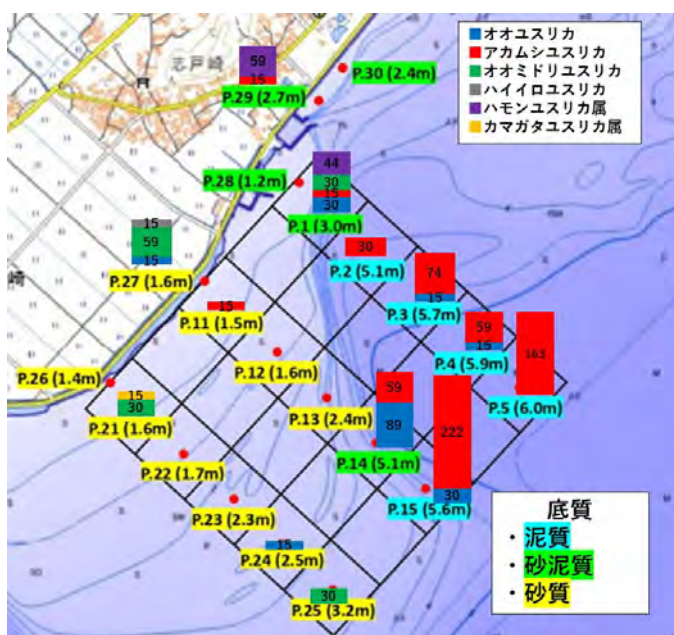 オオユスリカ
アカムシユスリカ
オオミドリユスリカ
ハイイロユスリカ
ハモンユスリカ属
カマガタユスリカ属
志戸崎
59
15
P.30 (2.4m)
P.29 (2.7m)
44
30
15
30
P.28 (1.2m)
P.1 (3.0m)
15
59
15
30
P.2 (5.1m)
74
15
崎
P.27 (1.6m)
15
P.11 (1.5m)
P.3 (5.7m)
59
15
163
P.12 (1.6m)
P.4 (5.9m)
P.26 (1.4m)
59
89
222
30
P.5 (6.0m)
15
30
P.13 (2.4m)
P.21 (1.6m)
P.14 (5.1m)
P.22 (1.7m)
P.15 (5.6m)
P.23 (2.3m)
15
P.24 (2.5m)
30
P.25 (3.2m)
底質
・泥質
・砂泥質
・砂質